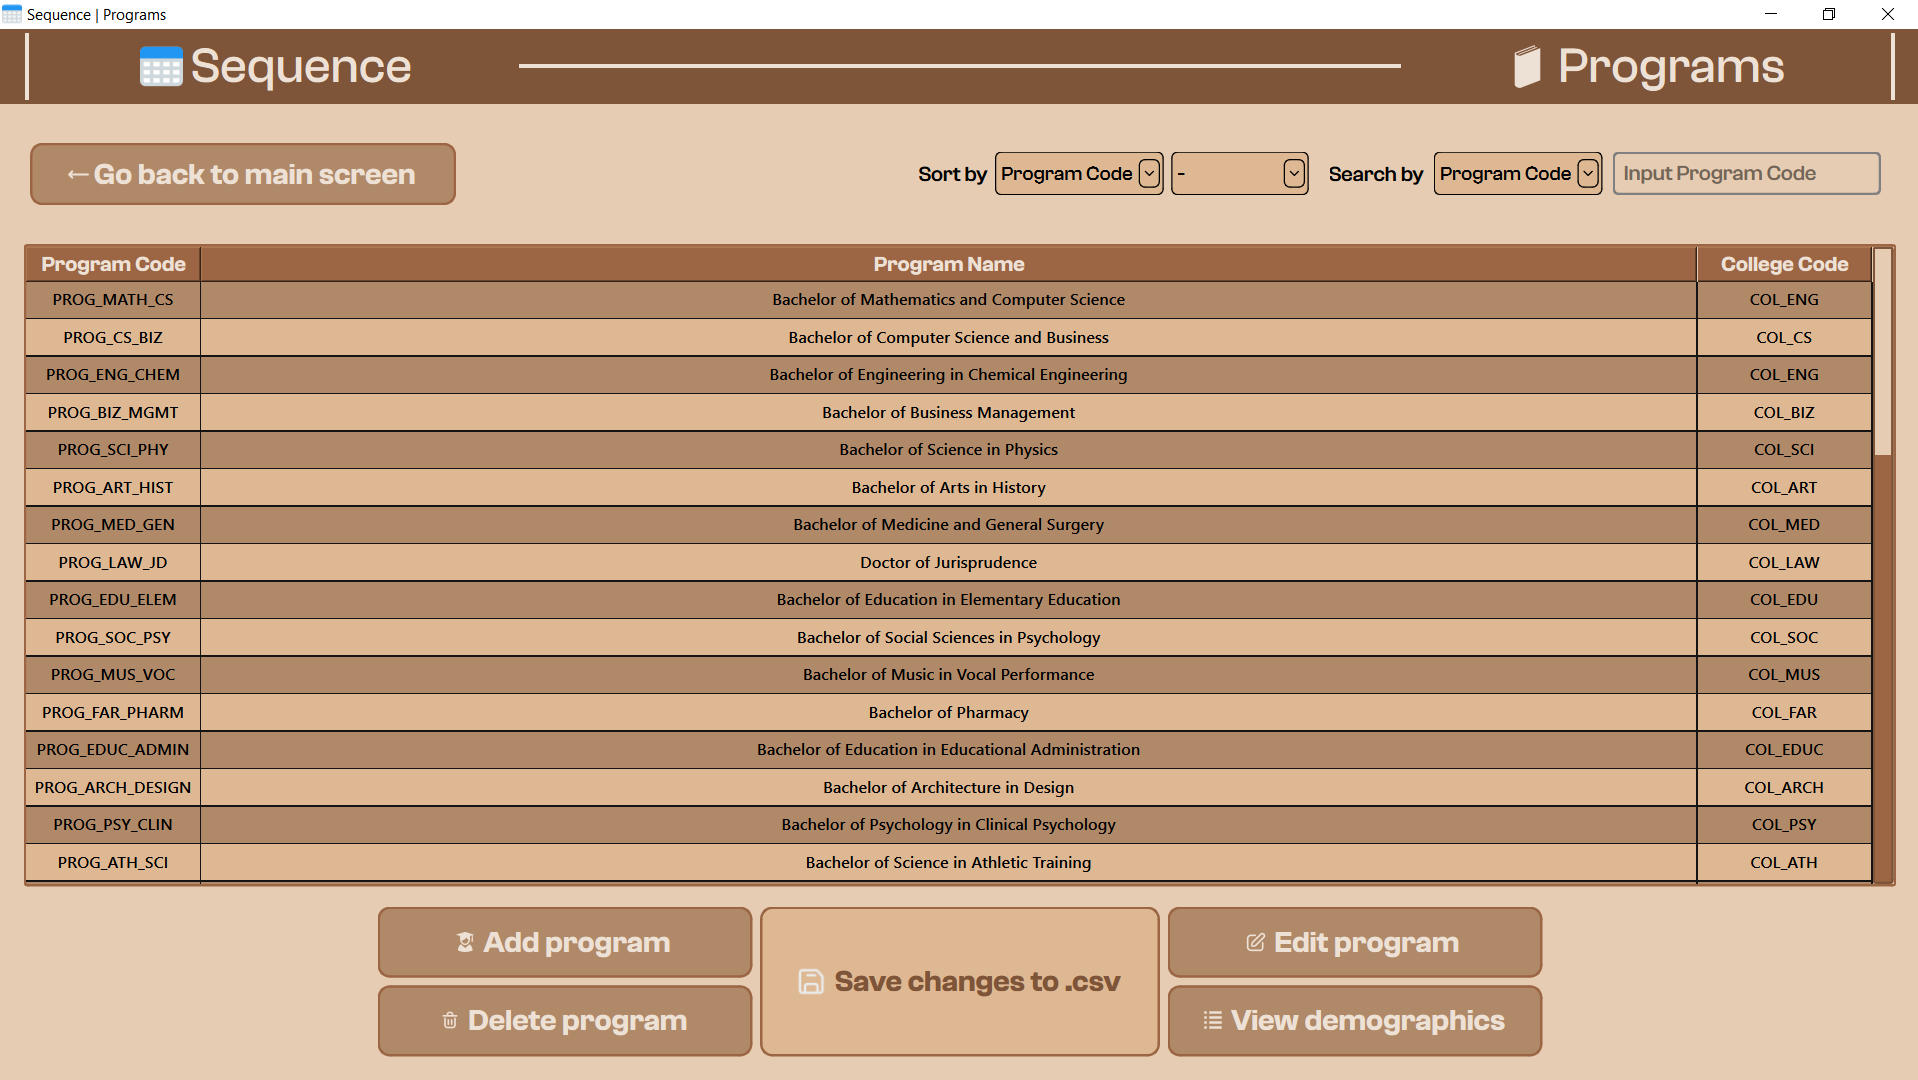 Sequence | Programs
Sequence
Programs
←Go back to main screen
Sort by Program Code - Search by Program Code Input Program Code
Program Code Program Name College Code
PROG_MATH_CS Bachelor of Mathematics and Computer Science COL_ENG
PROG_CS_BIZ Bachelor of Computer Science and Business COL_CS
PROG_ENG_CHEM Bachelor of Engineering in Chemical Engineering COL_ENG
PROG_BIZ_MGMT Bachelor of Business Management COL_BIZ
PROG_SCI_PHY Bachelor of Science in Physics COL_SCI
PROG_ART_HIST Bachelor of Arts in History COL_ART
PROG_MED_GEN Bachelor of Medicine and General Surgery COL_MED
PROG_LAW_JD Doctor of Jurisprudence COL_LAW
PROG_EDU_ELEM Bachelor of Education in Elementary Education COL_EDU
PROG_SOC_PSY Bachelor of Social Sciences in Psychology COL_SOC
PROG_MUS_VOC Bachelor of Music in Vocal Performance COL_MUS
PROG_FAR_PHARM Bachelor of Pharmacy COL_FAR
PROG_EDUC_ADMIN Bachelor of Education in Educational Administration COL_EDUC
PROG_ARCH_DESIGN Bachelor of Architecture in Design COL_ARCH
PROG_PSY_CLIN Bachelor of Psychology in Clinical Psychology COL_PSY
PROG_ATH_SCI Bachelor of Science in Athletic Training COL_ATH
Add program
Save changes to .csv
Edit program
Delete program
View demographics